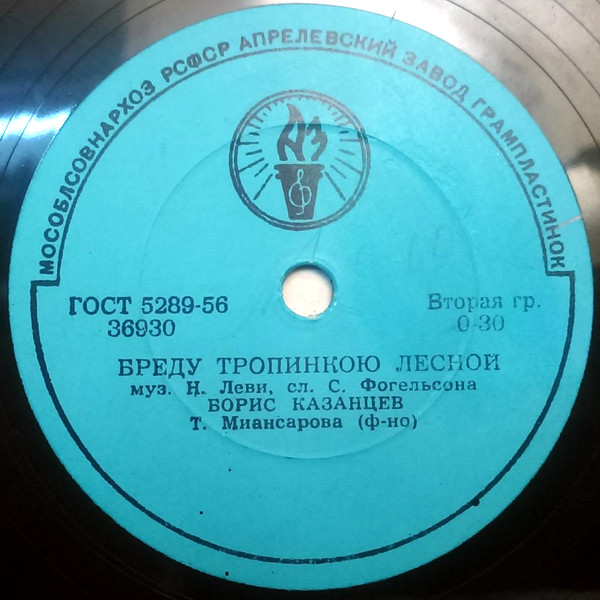 МОСОБЛСОВНАРХОЗ РСФСР АПРЕЛЕВСКИЙ ЗАВОД ГРАМПЛАСТИНОК
АЗ
ГОСТ 5289-56
36930
Вторая гр.
0-30
БРЕДУ ТРОПИНКОЮ ЛЕСНОЙ
муз. Н. Леви, сл. С. Фогельсона
БОРИС КАЗАНЦЕВ
Т. Миансарова (ф-но)